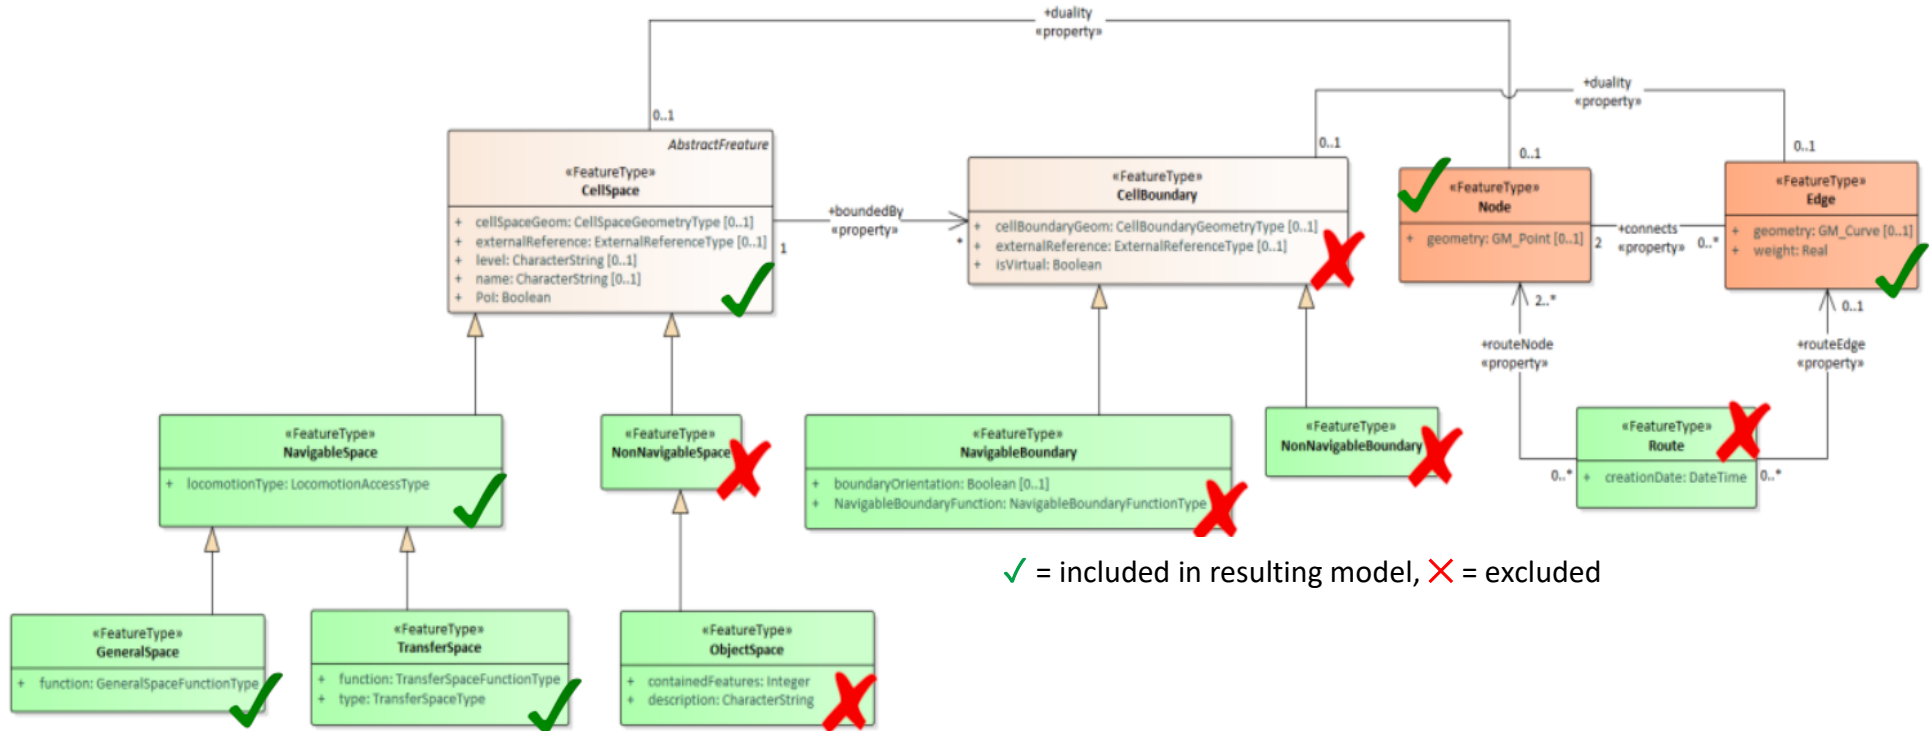 +duality
«property»
+duality
«property»
0..1
0..1
0..1
0..1
AbstractFreature
«FeatureType»
CellSpace
+ cellSpaceGeom: CellSpaceGeometryType [0..1]
+ externalReference: ExternalReferenceType [0..1]
+ level: CharacterString [0..1]
+ name: CharacterString [0..1]
+ PoI: Boolean
+boundedBy
«property»
1
*
«FeatureType»
CellBoundary
+ cellBoundaryGeom: CellBoundaryGeometryType [0..1]
+ externalReference: ExternalReferenceType [0..1]
+ isVirtual: Boolean
«FeatureType»
Node
+ geometry: GM_Point [0..1]
+connects
«property»
2
0..*
«FeatureType»
Edge
+ geometry: GM_Curve [0..1]
+ weight: Real
2..*
0..1
+routeNode
«property»
+routeEdge
«property»
«FeatureType»
NavigableSpace
+ locomotionType: LocomotionAccessType
«FeatureType»
NonNavigableSpace
«FeatureType»
NavigableBoundary
+ boundaryOrientation: Boolean [0..1]
+ NavigableBoundaryFunction: NavigableBoundaryFunctionType
«FeatureType»
NonNavigableBoundary
«FeatureType»
Route
+ creationDate: DateTime
0..*
0..*
✓ = included in resulting model, ✕ = excluded
«FeatureType»
GeneralSpace
+ function: GeneralSpaceFunctionType
«FeatureType»
TransferSpace
+ function: TransferSpaceFunctionType
+ type: TransferSpaceType
«FeatureType»
ObjectSpace
+ containedFeatures: Integer
+ description: CharacterString